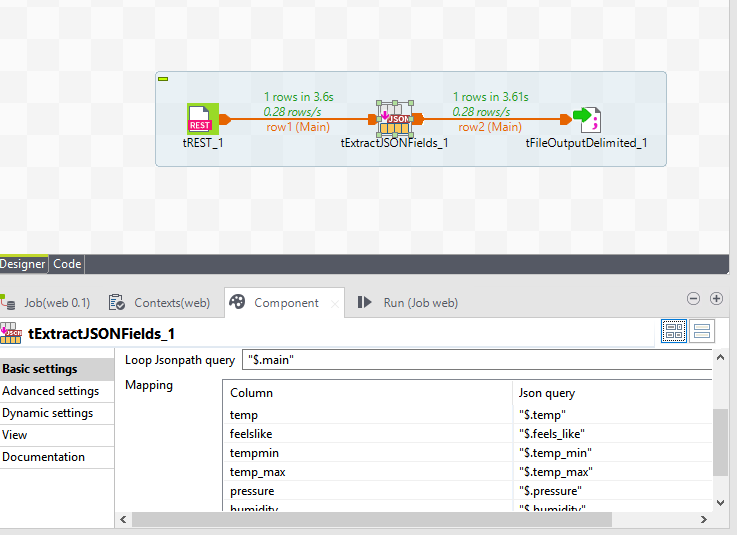 1 rows in 3.6s
0.28 rows/s
row1 (Main)
1 rows in 3.61s
0.28 rows/s
row2 (Main)
REST
JSON
tREST_1
tExtractJSONFields_1
tFileOutputDelimited_1
Designer
Code
Job(web 0.1)
Contexts(web)
Component
Run (Job web)
tExtractJSONFields_1
Basic settings
Advanced settings
Dynamic settings
View
Documentation
Loop Jsonpath query
"$.main"
Mapping
Column
Json query
temp
"$.temp"
feelslike
"$.feels_like"
tempmin
"$.temp_min"
temp_max
"$.temp_max"
pressure
"$.pressure"
humidity
"$.humidity"